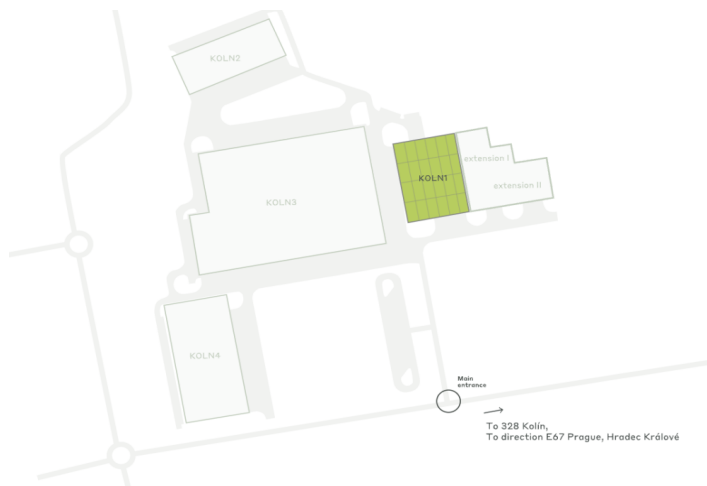 KOLN2
extension I
KOLN1
extension II
KOLN3
KOLN4
Main
entrance
To 328 Kolín,
To direction E67 Prague, Hradec Králové